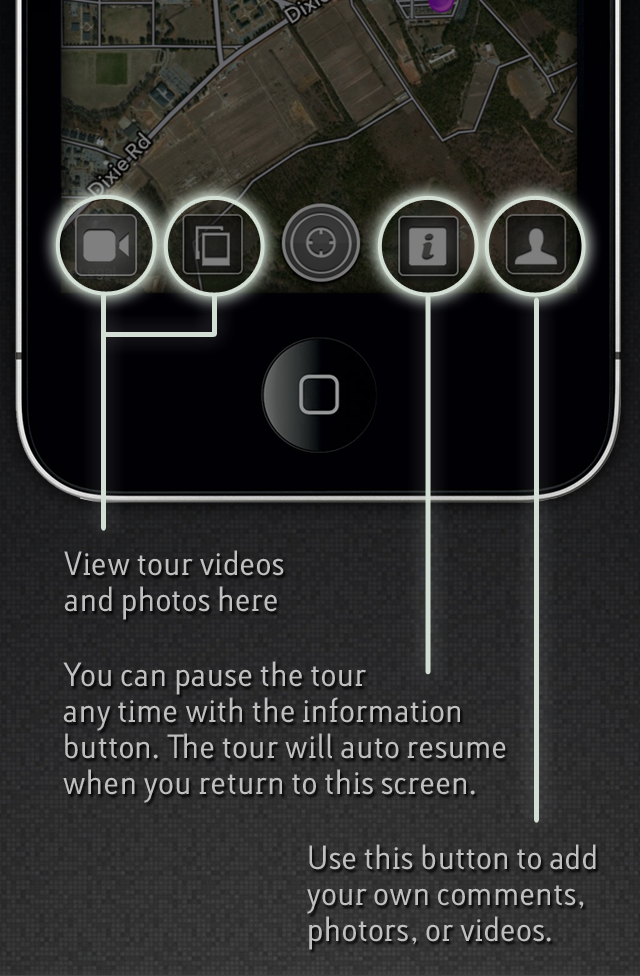 Dixie
Dixie Rd
i
View tour videos
and photos here
You can pause the tour
any time with the information
button. The tour will auto resume
when you return to this screen.
Use this button to add
your own comments,
photors, or videos.